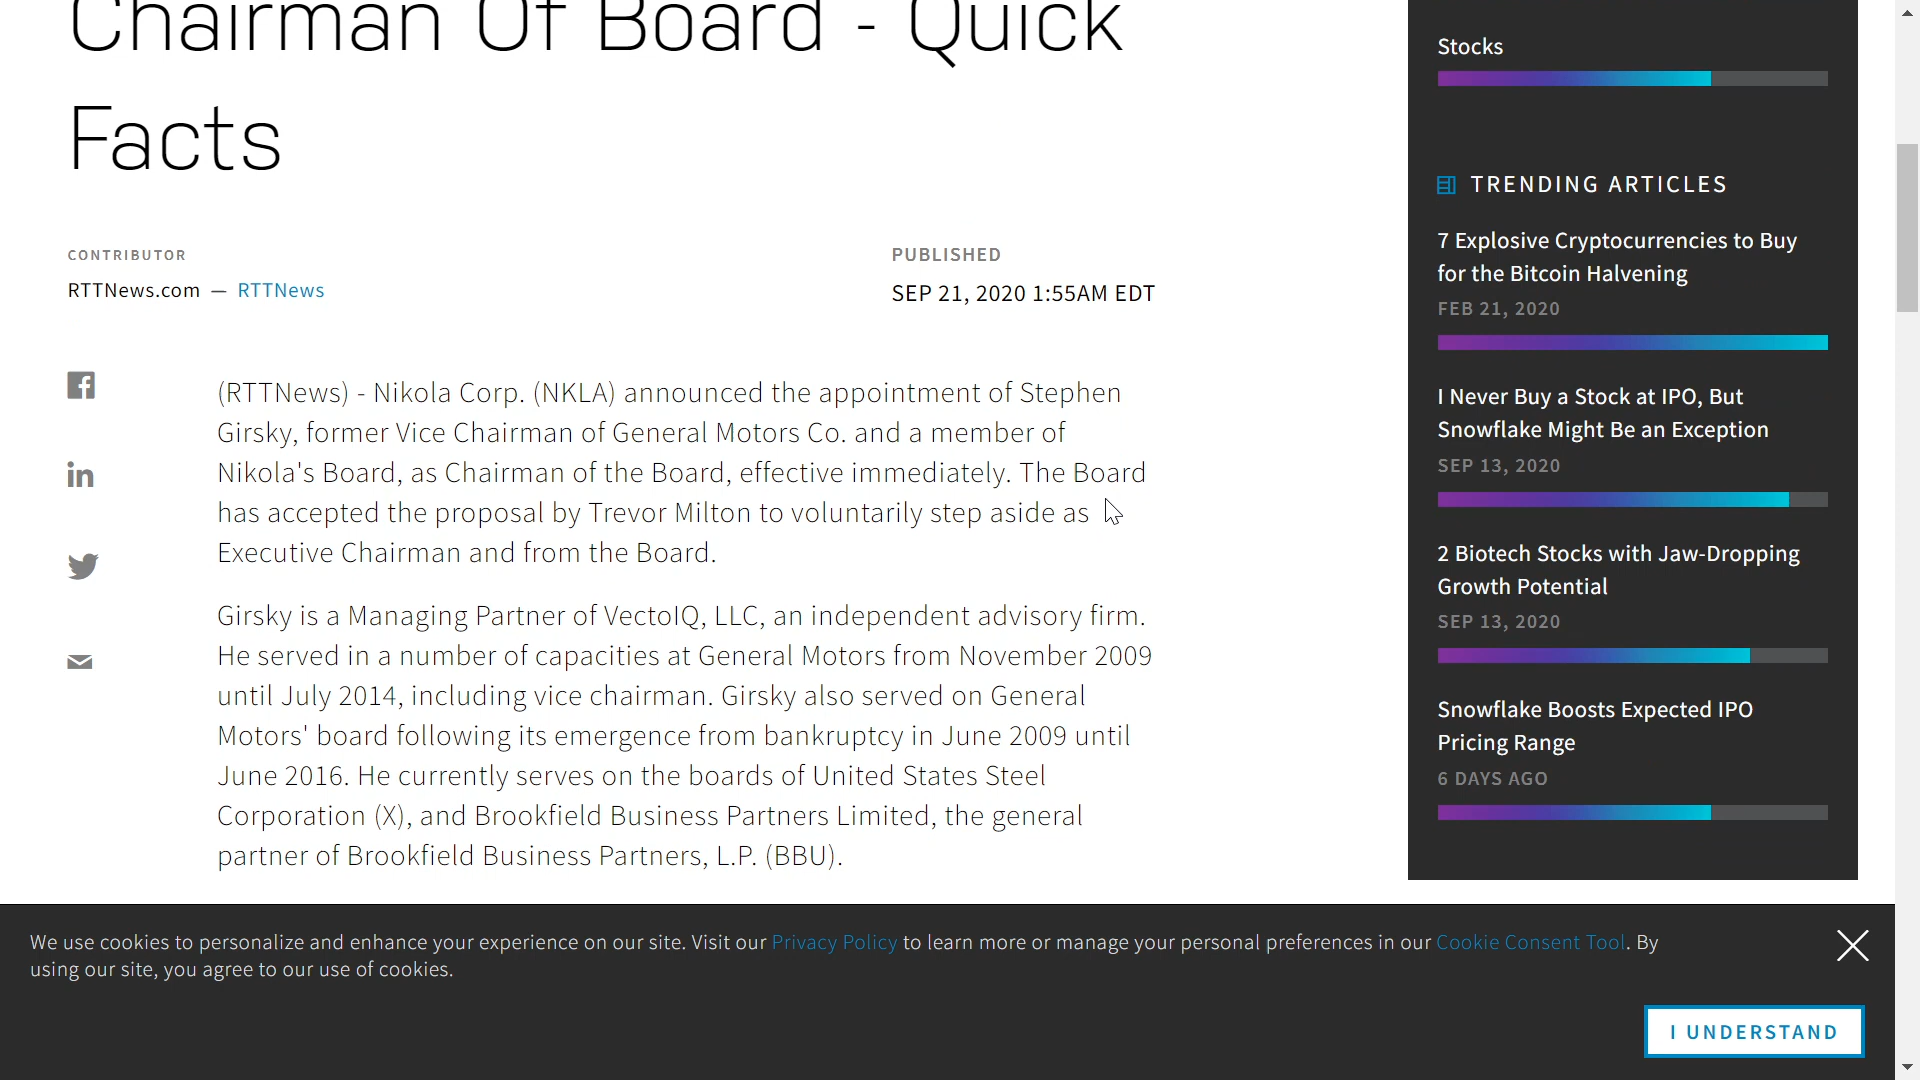 Chairman Of Board - Quick
Facts
CONTRIBUTOR
RTTNews.com — RTTNews
PUBLISHED
SEP 21, 2020 1:55AM EDT
(RTTNews) - Nikola Corp. (NKLA) announced the appointment of Stephen
Girsky, former Vice Chairman of General Motors Co. and a member of
Nikola's Board, as Chairman of the Board, effective immediately. The Board
has accepted the proposal by Trevor Milton to voluntarily step aside as
Executive Chairman and from the Board.
Girsky is a Managing Partner of VectoIQ, LLC, an independent advisory firm.
He served in a number of capacities at General Motors from November 2009
until July 2014, including vice chairman. Girsky also served on General
Motors' board following its emergence from bankruptcy in June 2009 until
June 2016. He currently serves on the boards of United States Steel
Corporation (X), and Brookfield Business Partners Limited, the general
partner of Brookfield Business Partners, L.P. (BBU).
Stocks
TRENDING ARTICLES
7 Explosive Cryptocurrencies to Buy
for the Bitcoin Halvening
FEB 21, 2020
I Never Buy a Stock at IPO, But
Snowflake Might Be an Exception
SEP 13, 2020
2 Biotech Stocks with Jaw-Dropping
Growth Potential
SEP 13, 2020
Snowflake Boosts Expected IPO
Pricing Range
6 DAYS AGO
We use cookies to personalize and enhance your experience on our site. Visit our Privacy Policy to learn more or manage your personal preferences in our Cookie Consent Tool. By
using our site, you agree to our use of cookies.
I UNDERSTAND